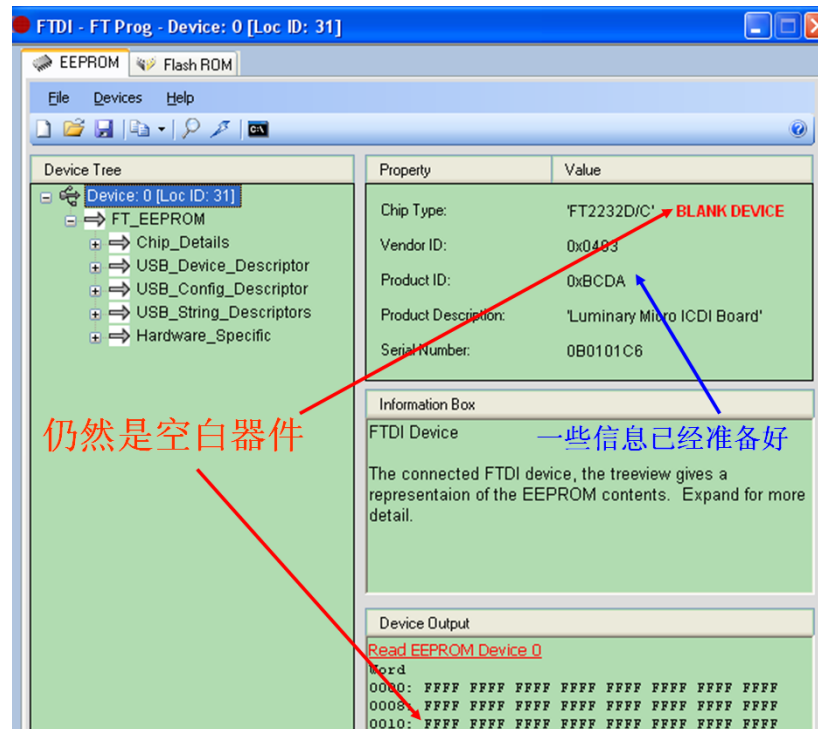 FTDI - FT Prog - Device: 0 [Loc ID: 31]
EEPROM
Flash ROM
File Devices Help
C:\
Device Tree
Device: 0 [Loc ID: 31]
FT_EEPROM
Chip_Details
USB_Device_Descriptor
USB_Config_Descriptor
USB_String_Descriptors
Hardware_Specific
仍然是空白器件
Property Value
Chip Type: 'FT2232D/C' BLANK DEVICE
Vendor ID: 0x0403
Product ID: 0xBCDA
Product Description: 'Luminary Micro ICDI Board'
Serial Number: 0B0101C6
Information Box
FTDI Device
一些信息已经准备好
The connected FTDI device, the treeview gives a
representaion of the EEPROM contents. Expand for more
detail.
Device Output
Read EEPROM Device 0
Word
0000: FFFF FFFF FFFF FFFF FFFF FFFF FFFF FFFF
0008: FFFF FFFF FFFF FFFF FFFF FFFF FFFF FFFF
0010: FFFF FFFF FFFF FFFF FFFF FFFF FFFF FFFF